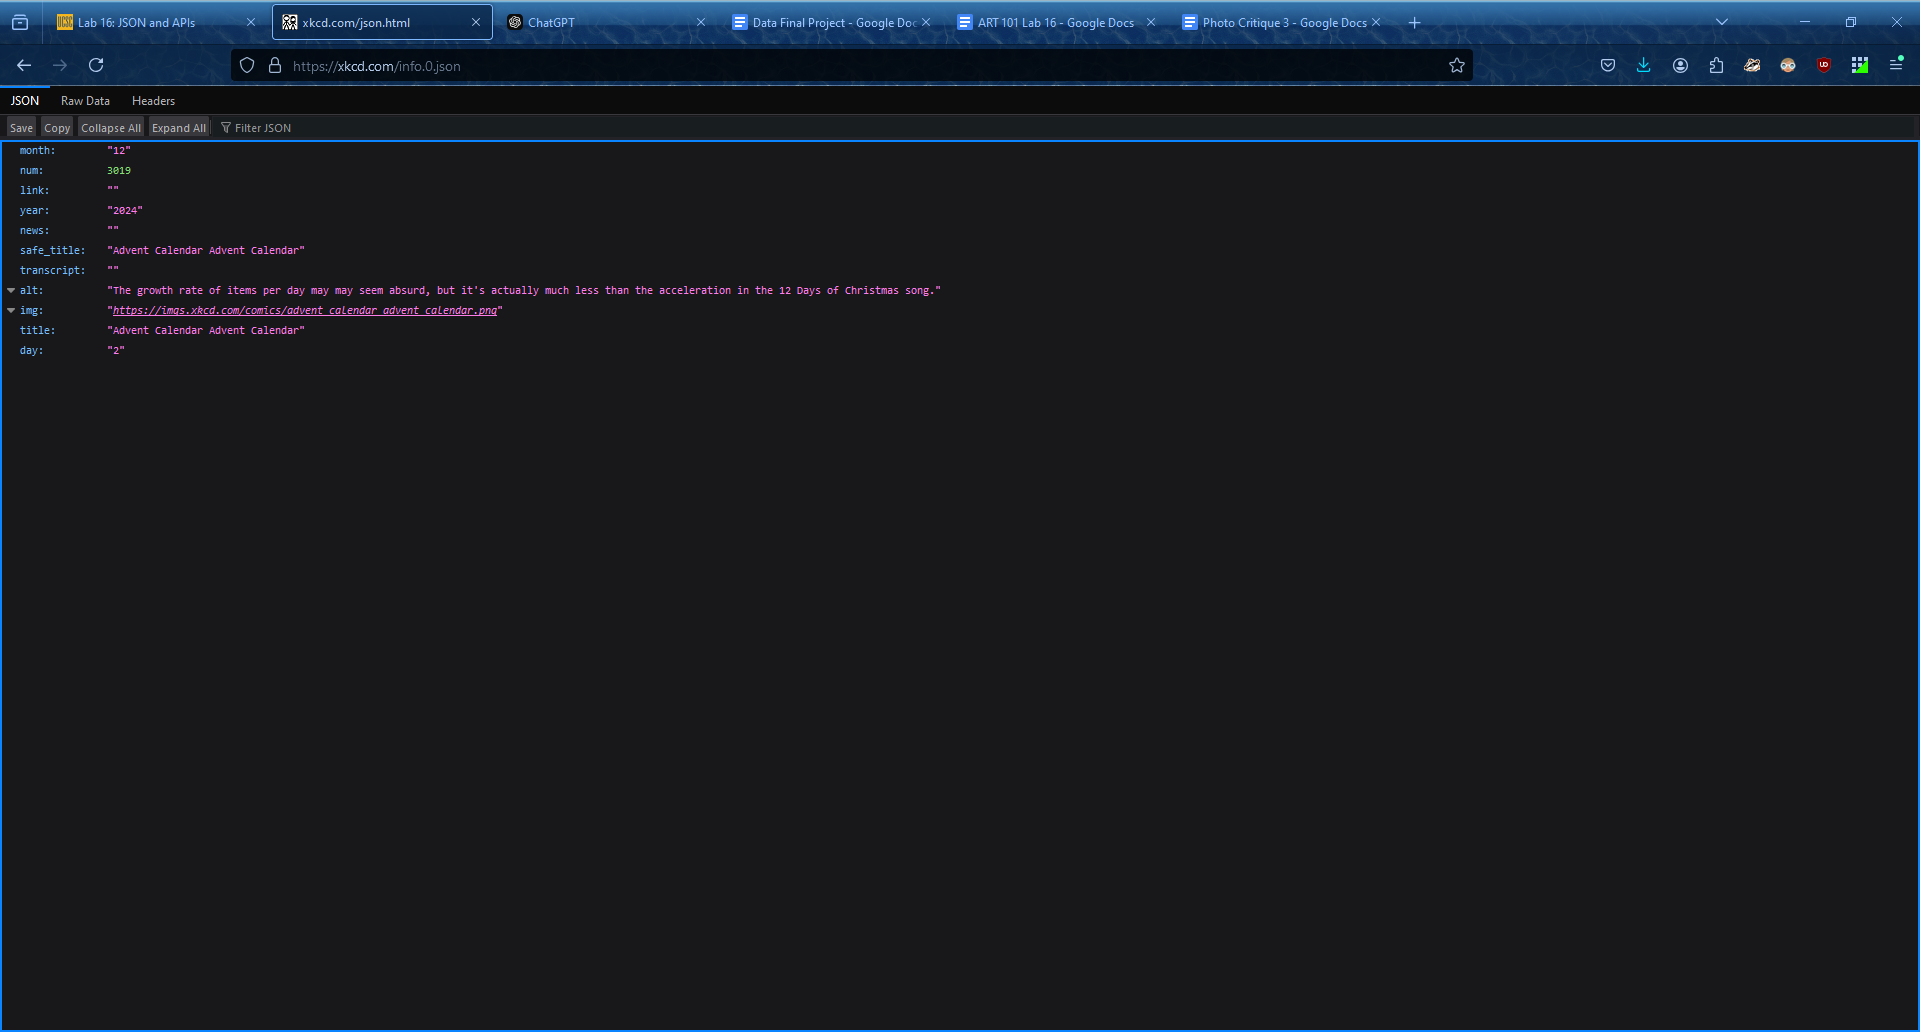 Lab 16: JSON and APIs
xkcd.com/json.html
ChatGPT
Data Final Project - Google Doc
ART 101 Lab 16 - Google Docs
Photo Critique 3 - Google Docs
https://xkcd.com/info.0.json
JSON Raw Data Headers
Save Copy Collapse All Expand All Filter JSON
month: "12"
num: 3019
link: ""
year: "2024"
news: ""
safe_title: "Advent Calendar Advent Calendar"
transcript: ""
alt: "The growth rate of items per day may may seem absurd, but it's actually much less than the acceleration in the 12 Days of Christmas song."
img: "https://imgs.xkcd.com/comics/advent_calendar_advent_calendar.png"
title: "Advent Calendar Advent Calendar"
day: "2"